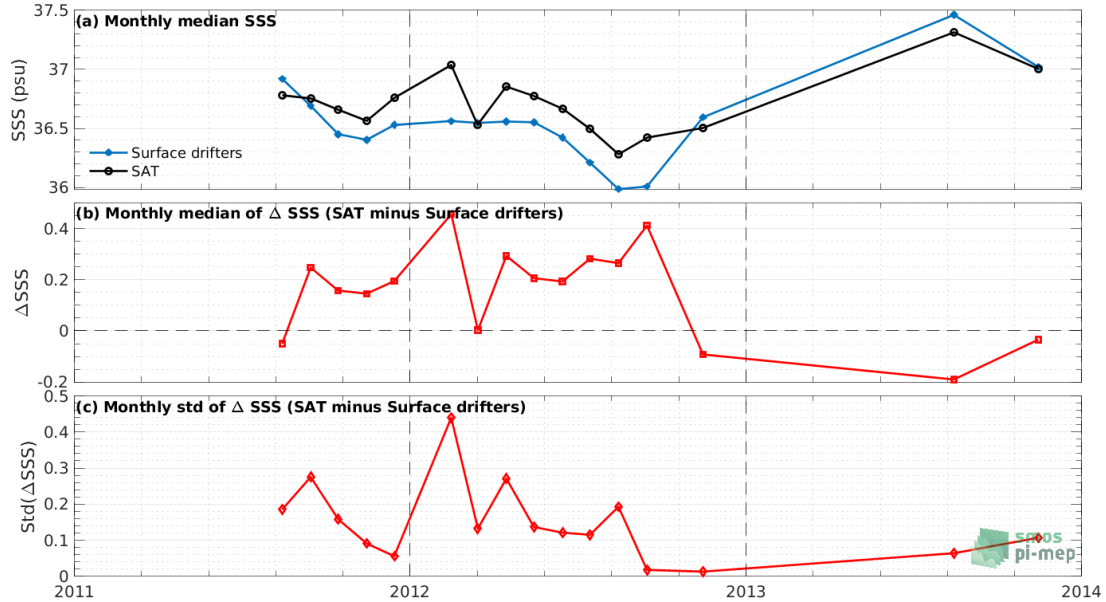 (a) Monthly median SSS
37.5
37
36.5
36
SSS (psu)
Surface drifters
SAT
(b) Monthly median of Δ SSS (SAT minus Surface drifters)
0.4
0.2
0
-0.2
ΔSSS
(c) Monthly std of Δ SSS (SAT minus Surface drifters)
0.5
0.4
0.3
0.2
0.1
0
Std(ΔSSS)
smos
pi-mep
2011
2012
2013
2014